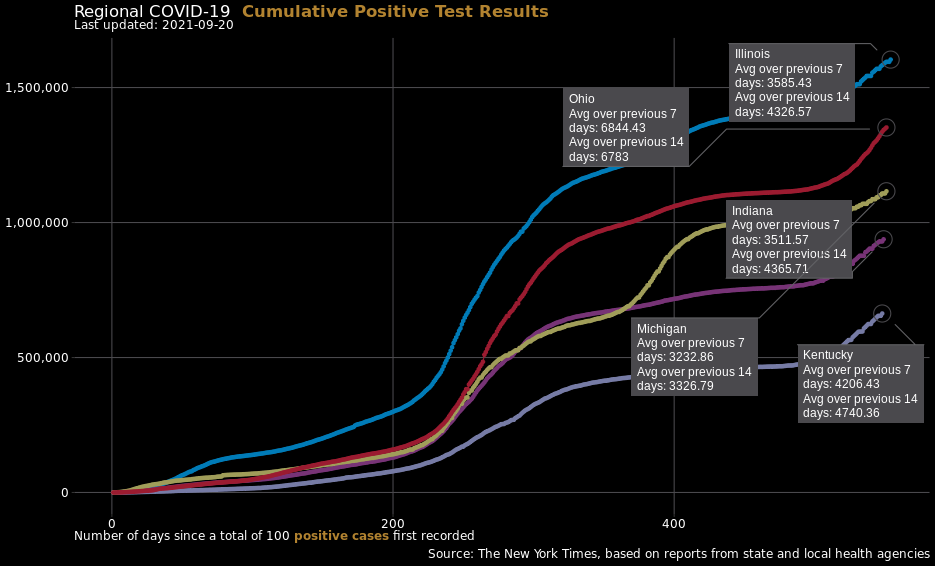 Regional COVID-19 Cumulative Positive Test Results
Last updated: 2021-09-20
1,500,000
1,000,000
500,000
0
Illinois
Avg over previous 7
days: 3585.43
Avg over previous 14
days: 4326.57
Ohio
Avg over previous 7
days: 6844.43
Avg over previous 14
days: 6783
Indiana
Avg over previous 7
days: 3511.57
Avg over previous 14
days: 4365.71
Michigan
Avg over previous 7
days: 3232.86
Avg over previous 14
days: 3326.79
Kentucky
Avg over previous 7
days: 4206.43
Avg over previous 14
days: 4740.36
0
200
400
Number of days since a total of 100 positive cases first recorded
Source: The New York Times, based on reports from state and local health agencies